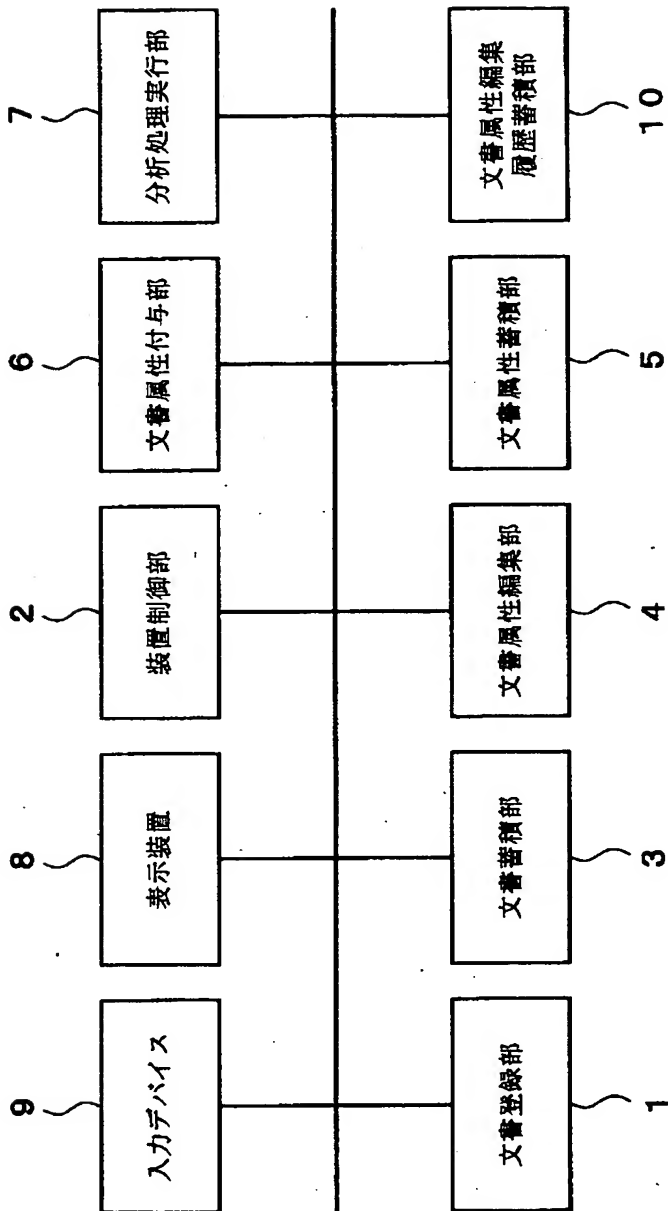 9
入力デバイス
8
表示装置
2
装置制御部
6
文書属性付与部
7
分析処理実行部
文書登録部
1
文書蓄積部
3
文書属性編集部
4
文書属性蓄積部
5
文書属性編集
履歴蓄積部
10